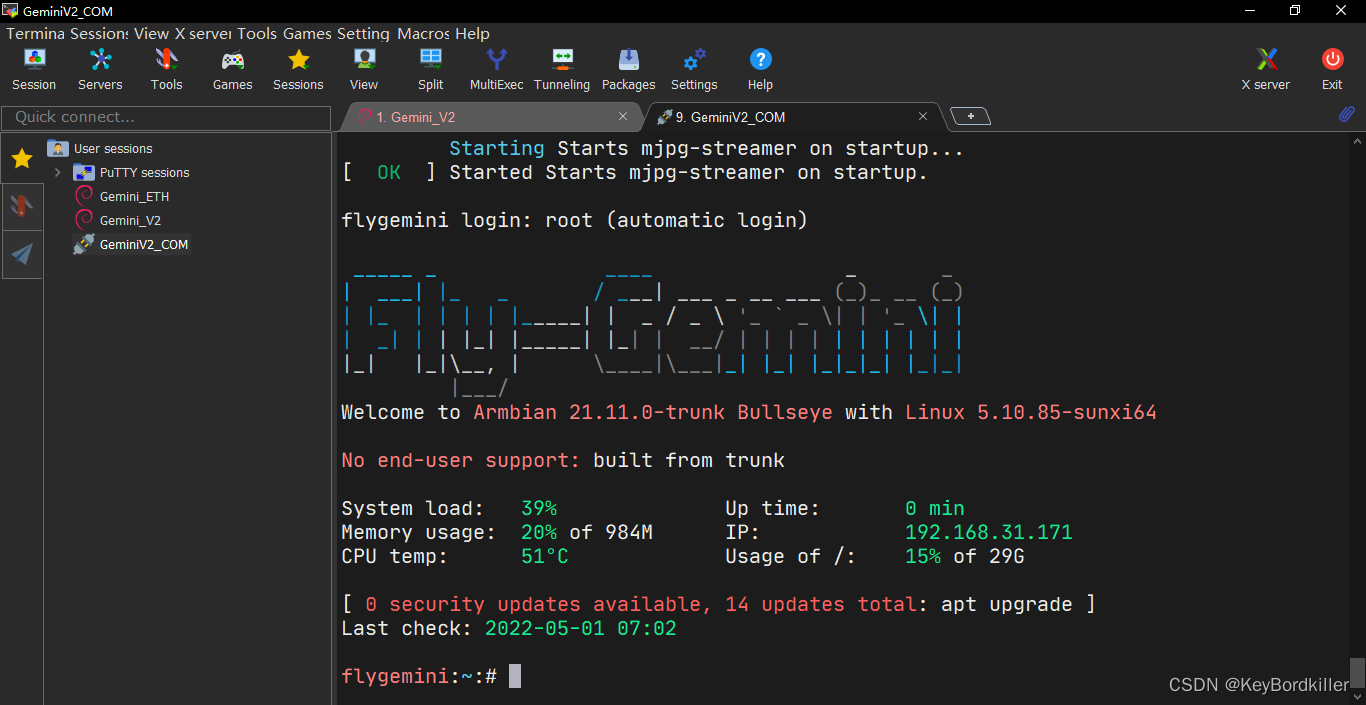 GeminiV2_COM
Termina Sessions View X server Tools Games Setting Macros Help
Session Servers Tools Games Sessions View Split MultiExec Tunneling Packages Settings Help X server Exit
Quick connect...
1. Gemini_V2
9. GeminiV2_COM
User sessions
PuTTY sessions
Gemini_ETH
Gemini_V2
GeminiV2_COM
Starting Starts mjpg-streamer on startup...
[ OK ] Started Starts mjpg-streamer on startup.
flygemini login: root (automatic login)
Fly-Gemini
Welcome to Armbian 21.11.0-trunk Bullseye with Linux 5.10.85-sunxi64
No end-user support: built from trunk
System load: 39% Up time: 0 min
Memory usage: 20% of 984M IP: 192.168.31.171
CPU temp: 51°C Usage of /: 15% of 29G
[ 0 security updates available, 14 updates total: apt upgrade ]
Last check: 2022-05-01 07:02
flygemini:~:#
CSDN @KeyBordkiller